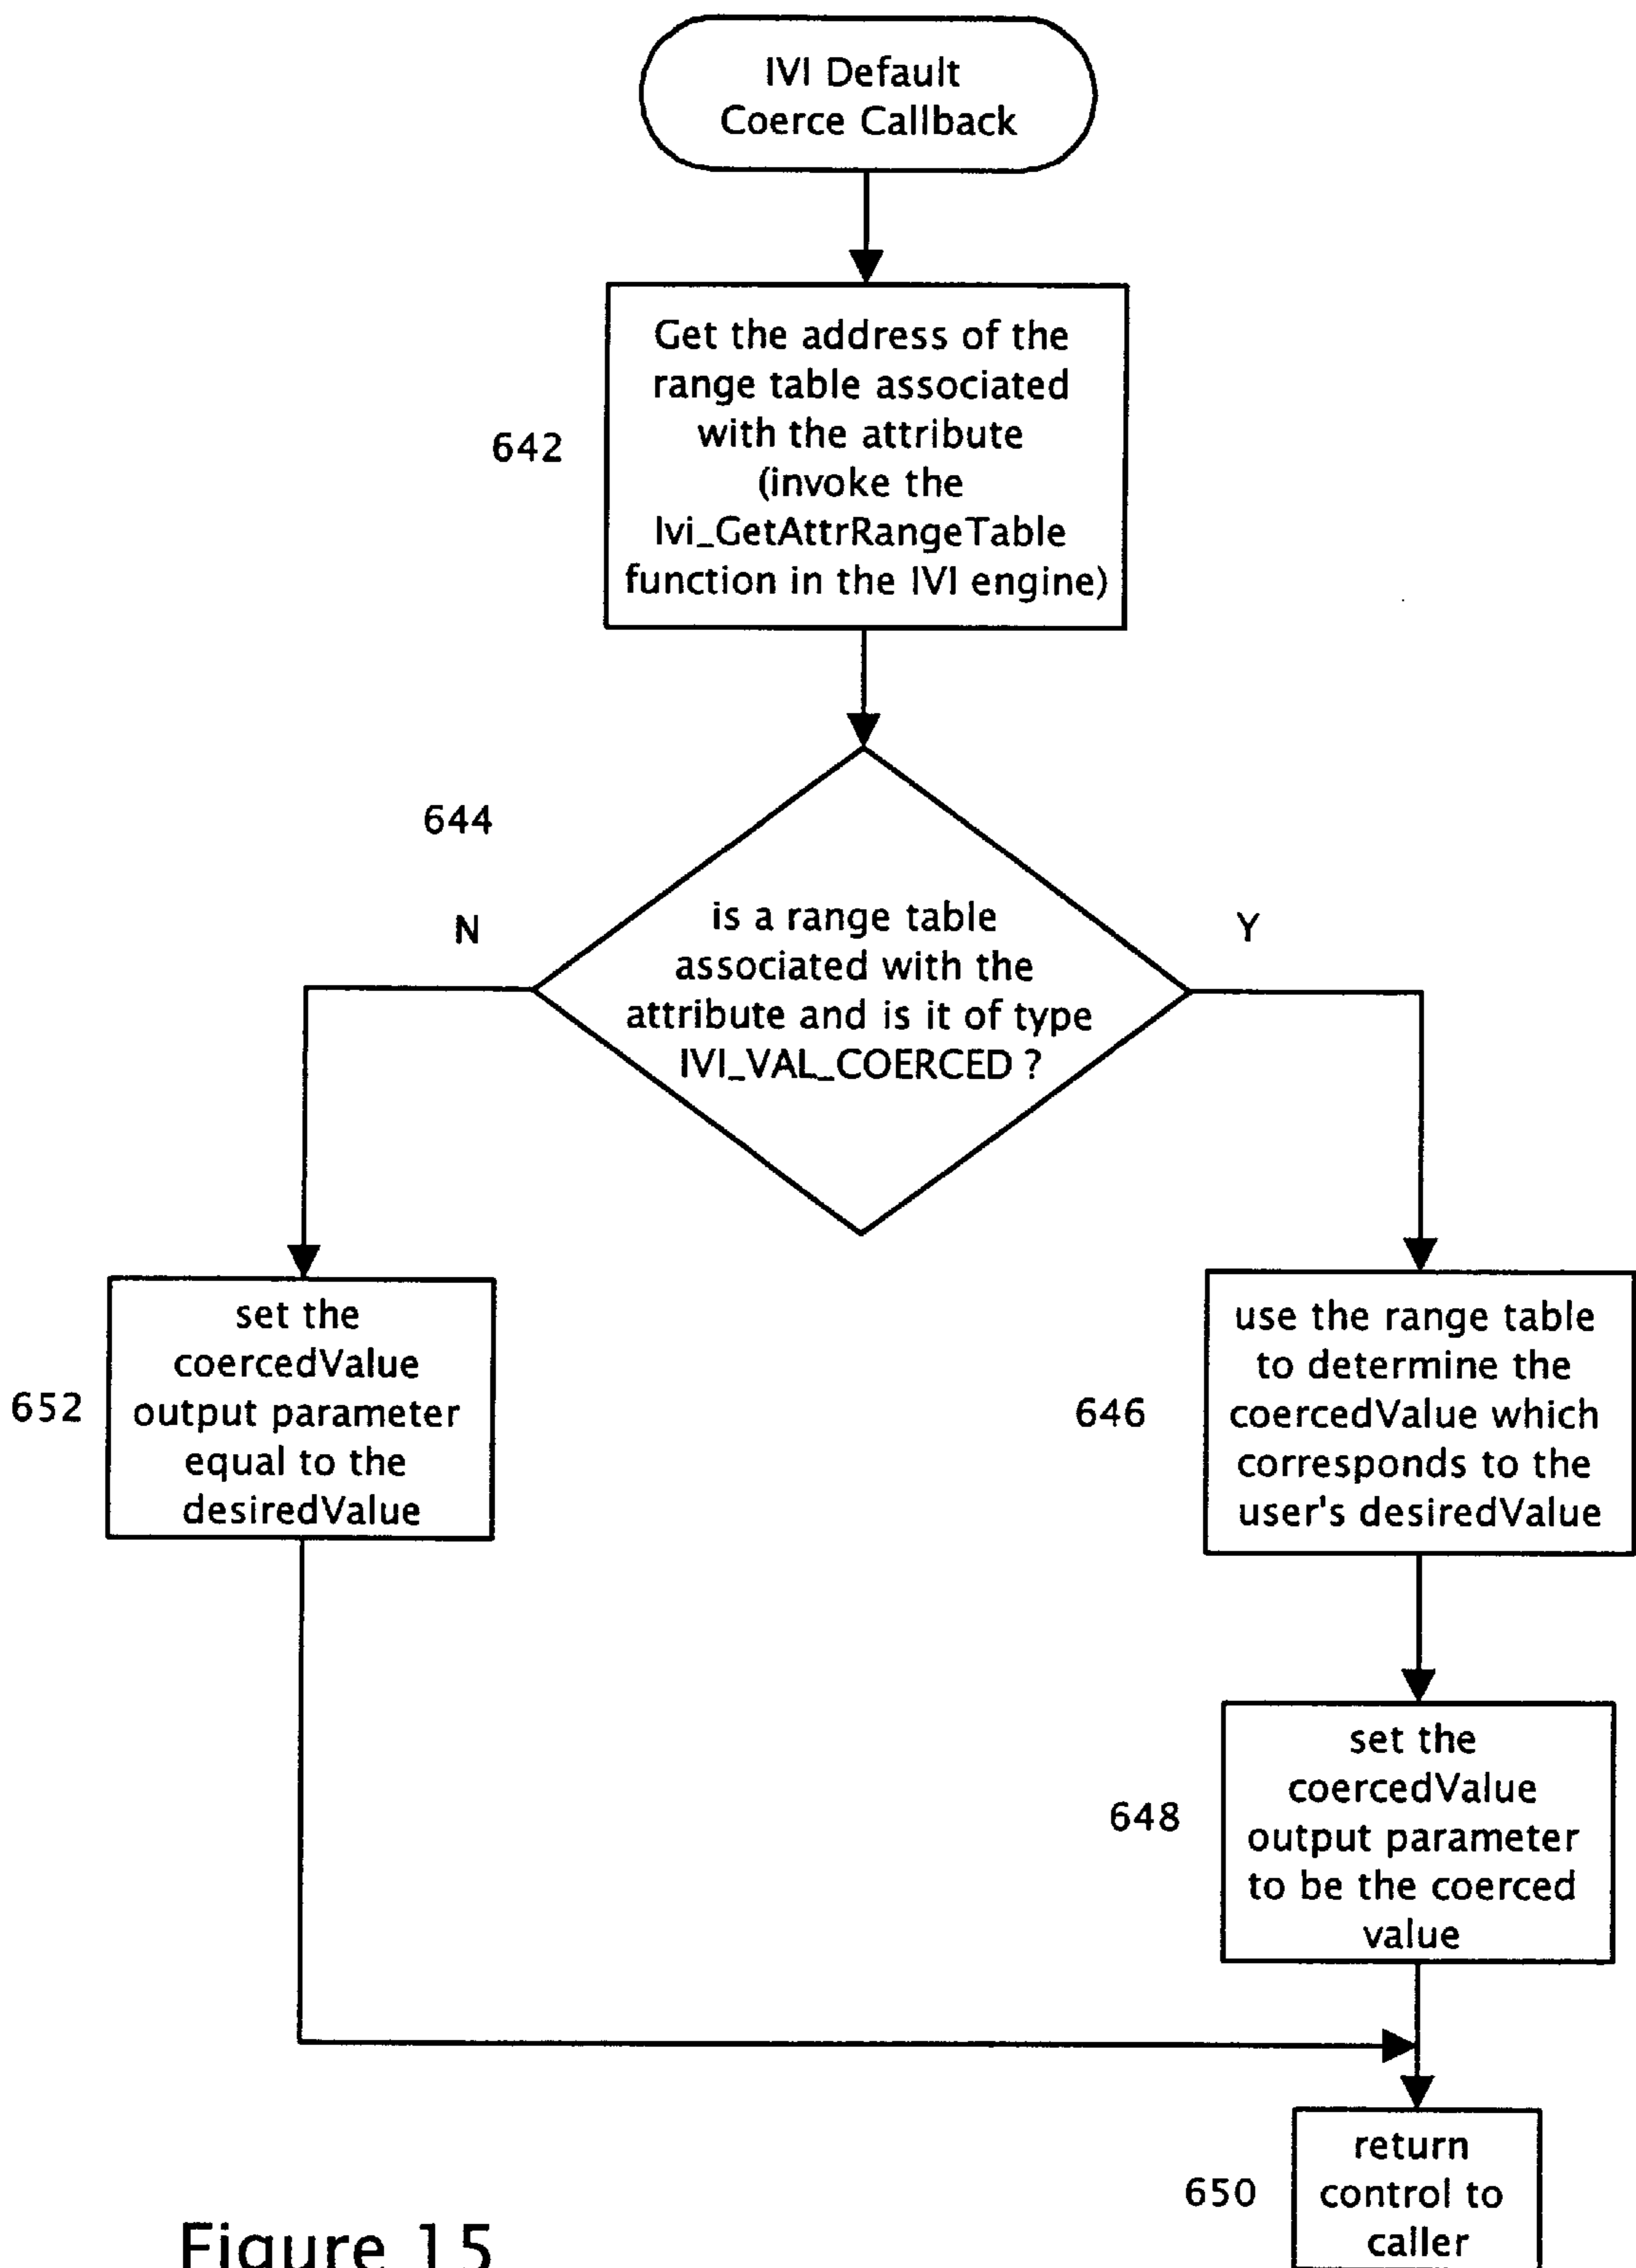 IVI Default
Coerce Callback
Get the address of the
range table associated
with the attribute
(invoke the
Ivi_GetAttrRangeTable
function in the IVI engine)
642
644
N
Y
is a range table
associated with the
attribute and is it of type
IVI_VAL_COERCED ?
set the
coercedValue
output parameter
equal to the
desiredValue
652
use the range table
to determine the
coercedValue which
corresponds to the
user's desiredValue
646
set the
coercedValue
output parameter
to be the coerced
value
648
return
control to
caller
650
Figure 15